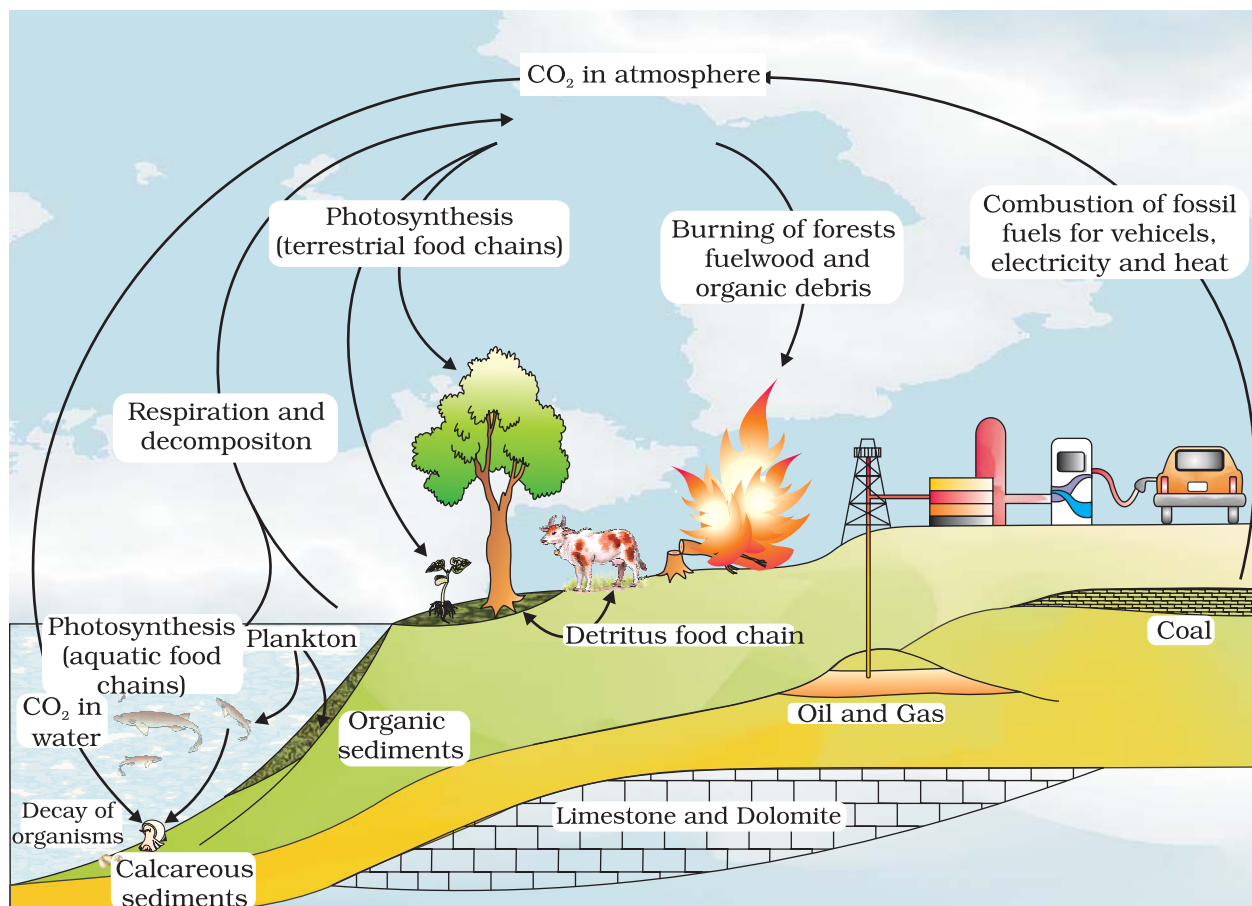 CO₂ in atmosphere
Photosynthesis
(terrestrial food chains)
Burning of forests
fuelwood and
organic debris
Combustion of fossil
fuels for vehicels,
electricity and heat
Respiration and
decompositon
Photosynthesis
(aquatic food
chains)
Plankton
Detritus food chain
Coal
CO₂ in
water
Organic
sediments
Oil and Gas
Decay of
organisms
Limestone and Dolomite
Calcareous
sediments